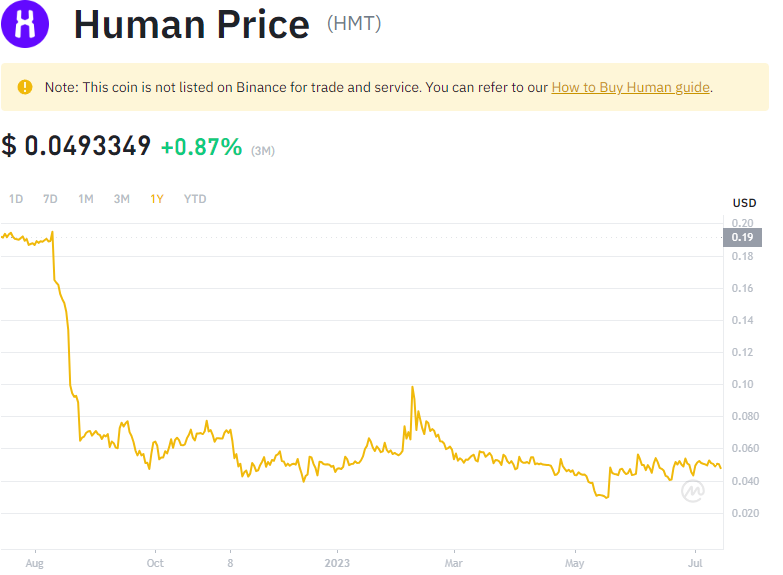 Human Price (HMT)
Note: This coin is not listed on Binance for trade and service. You can refer to our How to Buy Human guide.
$ 0.0493349 +0.87% (3M)
1D 7D 1M 3M 1Y YTD
USD
0.20
0.19
0.18
0.16
0.14
0.12
0.10
0.080
0.060
0.040
0.020
Aug Oct 8 2023 Mar May Jul